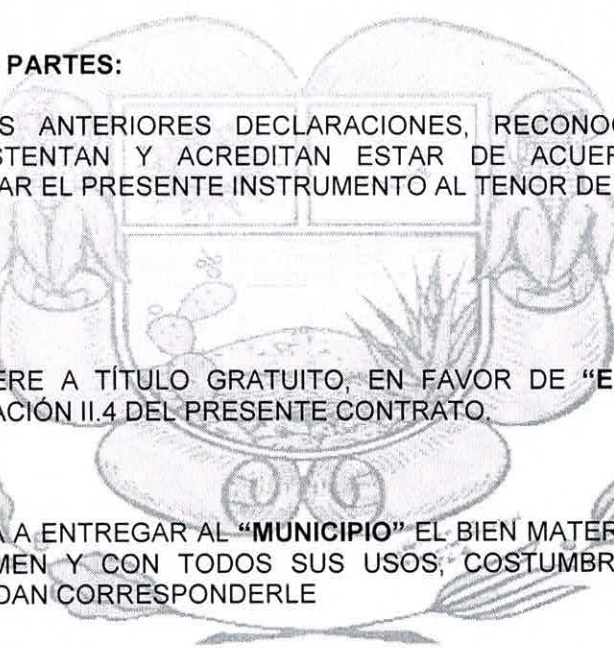 PARTES:
S ANTERIORES DECLARACIONES, RECONO
STENTAN Y ACREDITAN ESTAR DE ACUER
AR EL PRESENTE INSTRUMENTO AL TENOR DE
ERE A TÍTULO GRATUITO, EN FAVOR DE “E
ACIÓN II.4 DEL PRESENTE CONTRATO.
A A ENTREGAR AL “MUNICIPIO” EL BIEN MATER
MEN Y CON TODOS SUS USOS, COSTUMBR
DAN CORRESPONDERLE